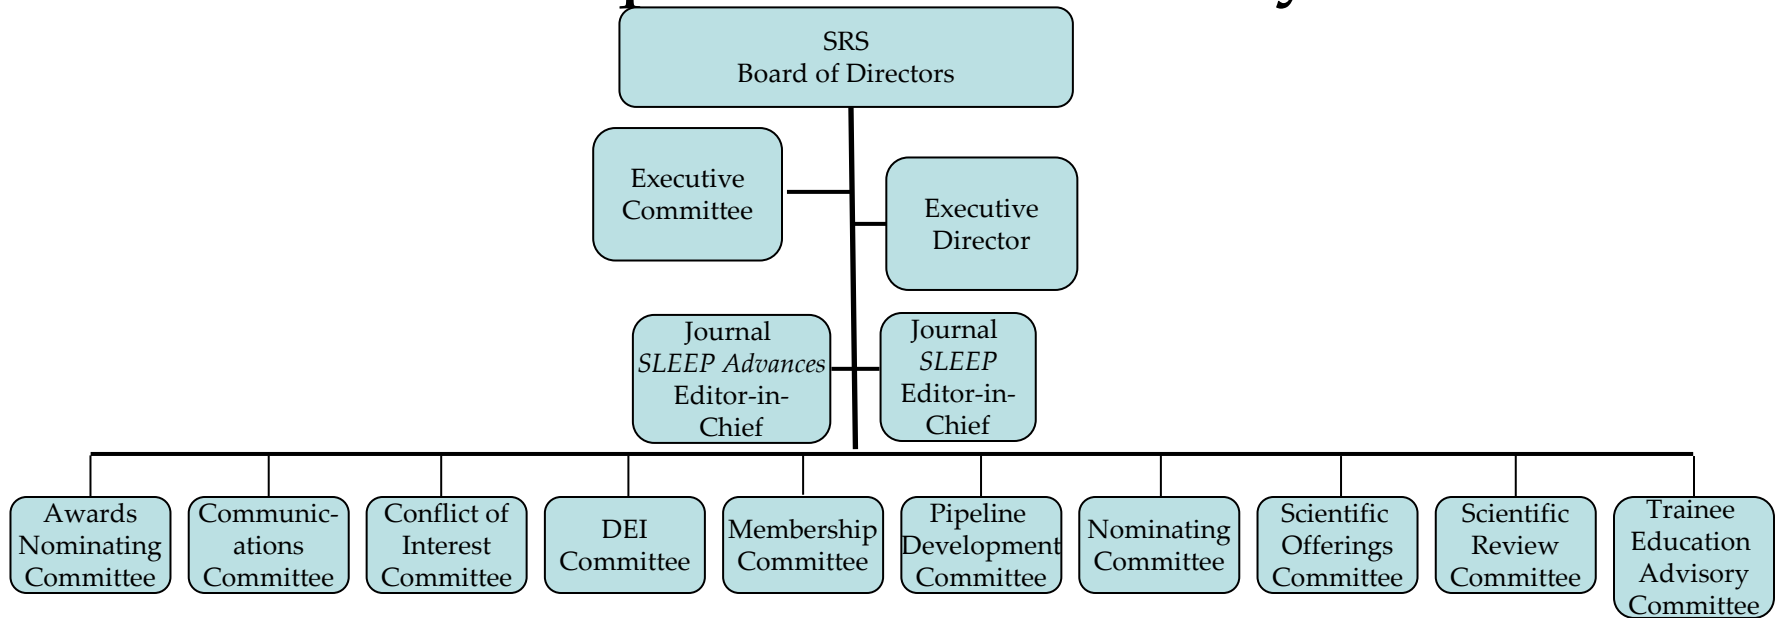 SRS
Board of Directors
Executive
Committee
Executive
Director
Journal
SLEEP Advances
Editor-in-
Chief
Journal
SLEEP
Editor-in-
Chief
Awards
Nominating
Committee
Communic-
ations
Committee
Conflict of
Interest
Committee
DEI
Committee
Membership
Committee
Pipeline
Development
Committee
Nominating
Committee
Scientific
Offerings
Committee
Scientific
Review
Committee
Trainee
Education
Advisory
Committee